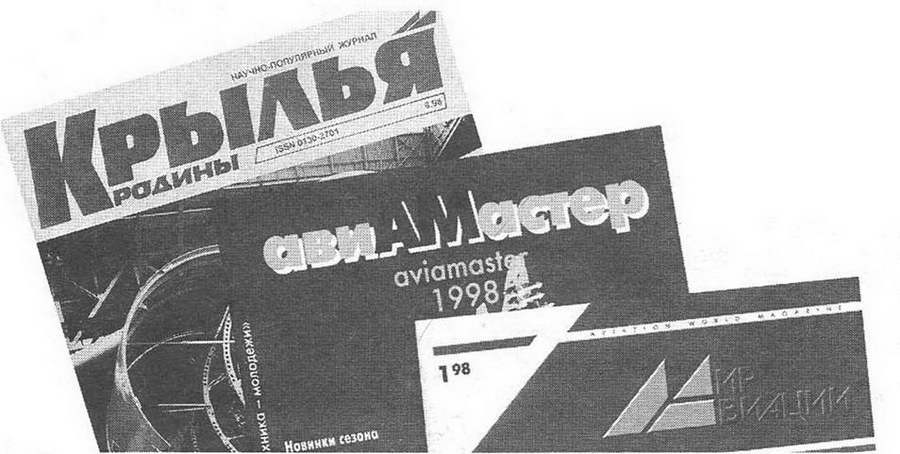 НАУЧНО-ПОПУЛЯРНЫЙ ЖУРНАЛ
КРЫЛЬЯ
РОДИНЫ
ISSN 0130-2701
6.98
авиАМастер
aviamaster
1998
хника – молодежи»
Новинки сезона
AVIATION WORLD MAGAZINE
1 98
МИР
АВИАЦИИ